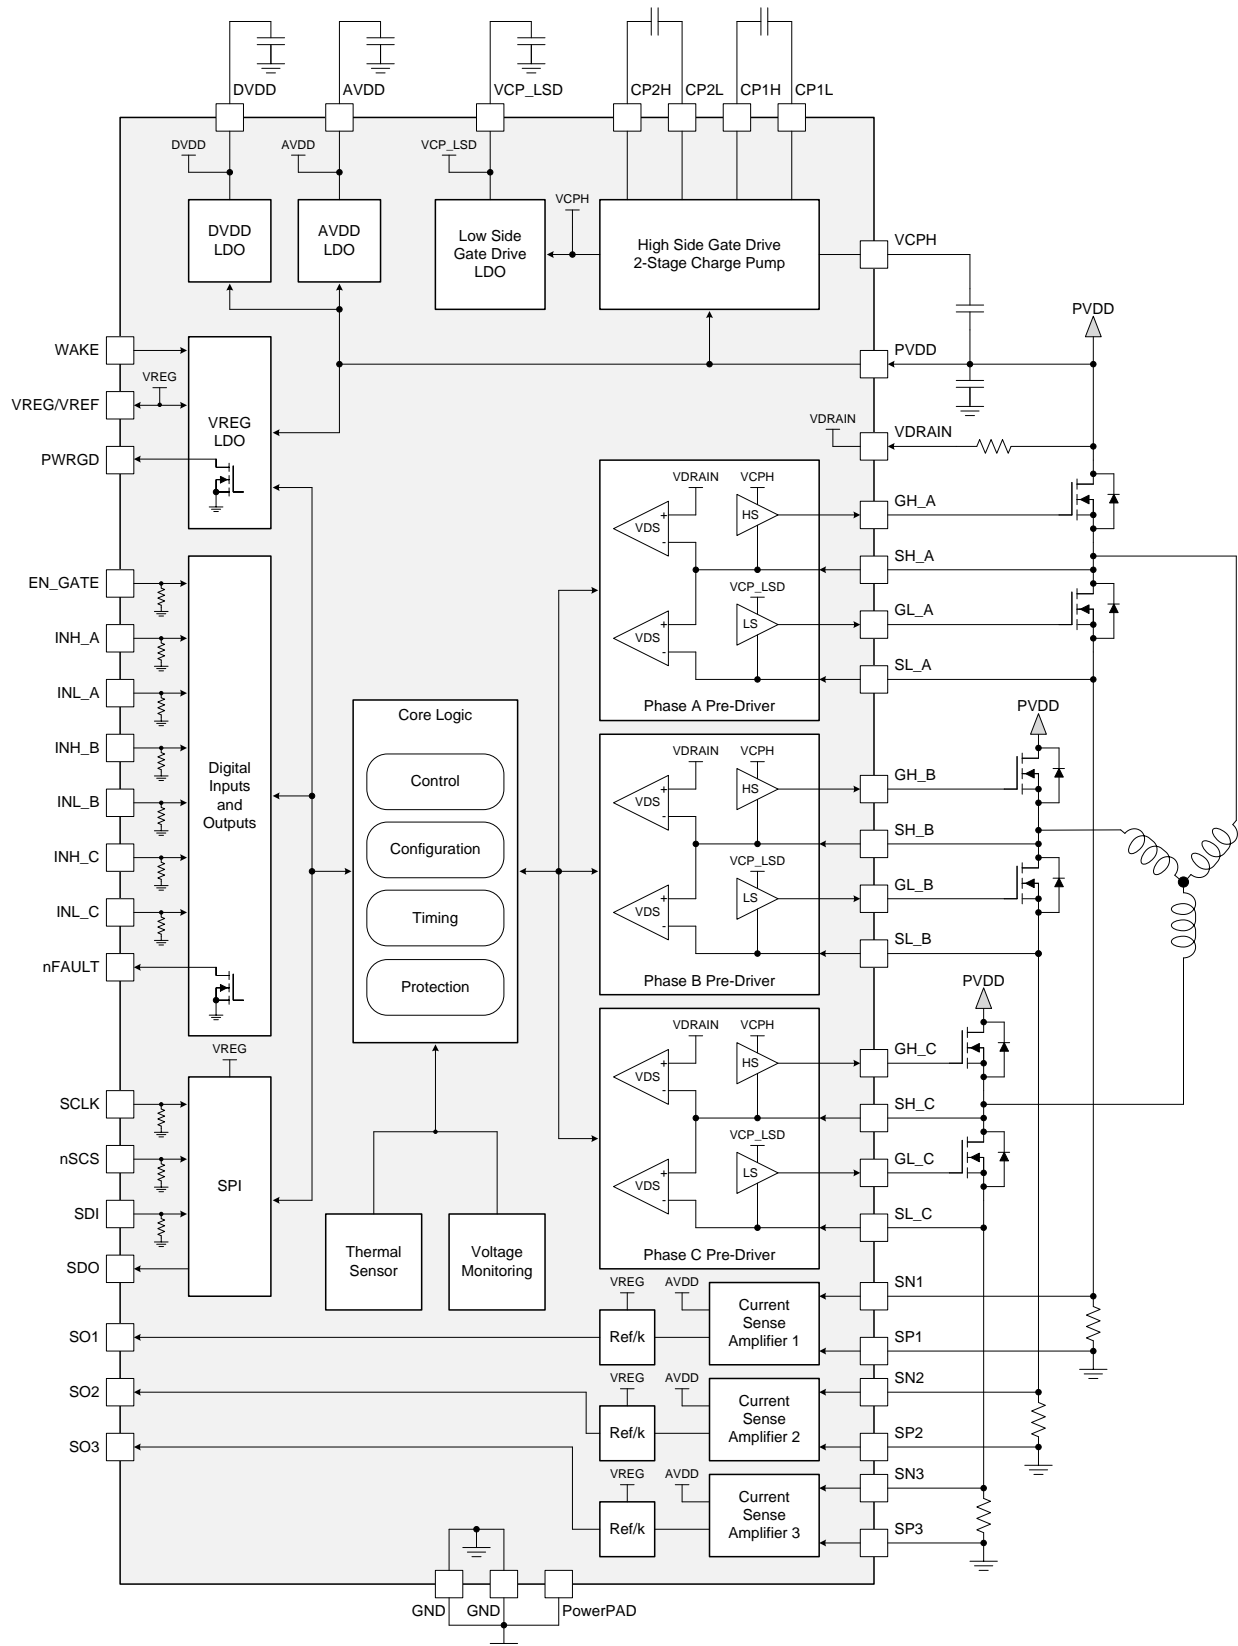 DVDD
AVDD
VCP_LSD
CP2H
CP2L
CP1H
CP1L
DVDD
AVDD
VCP_LSD
VCPH
DVDD
LDO
AVDD
LDO
Low Side
Gate Drive
LDO
High Side Gate Drive
2-Stage Charge Pump
VCPH
PVDD
WAKE
PVDD
VREG
VREG/VREF
VREG
LDO
VDRAIN
VDRAIN
PWRGD
VDRAIN
VCPH
VDS
+
-
HS
GH_A
EN_GATE
SH_A
VCP_LSD
VDS
+
-
LS
GL_A
INH_A
SL_A
INL_A
Phase A Pre-Driver
Core Logic
PVDD
INH_B
VDRAIN
VCPH
Digital
Inputs
and
Outputs
Control
VDS
+
-
HS
GH_B
INL_B
Configuration
SH_B
INH_C
VCP_LSD
VDS
+
-
LS
GL_B
INL_C
Timing
SL_B
nFAULT
Protection
Phase B Pre-Driver
PVDD
VREG
VDRAIN
VCPH
VDS
+
-
HS
GH_C
SCLK
SH_C
nSCS
VCP_LSD
SPI
VDS
+
-
LS
GL_C
SDI
SL_C
Thermal
Sensor
Voltage
Monitoring
Phase C Pre-Driver
SDO
VREG
AVDD
SN1
SO1
Ref/k
Current
Sense
Amplifier 1
SP1
VREG
AVDD
SN2
SO2
Ref/k
Current
Sense
Amplifier 2
SP2
SO3
VREG
AVDD
SN3
Ref/k
Current
Sense
Amplifier 3
SP3
GND
GND
PowerPAD